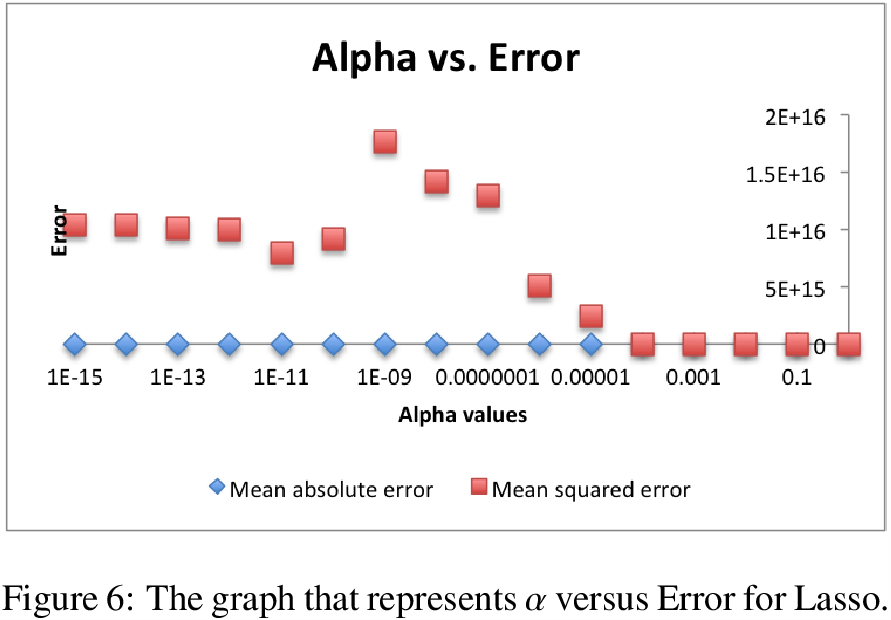 Alpha vs. Error
2E+16
1.5E+16
1E+16
5E+15
0
Error
1E-15 1E-13 1E-11 1E-09 0.0000001 0.00001 0.001 0.1
Alpha values
Mean absolute error Mean squared error
Figure 6: The graph that represents α versus Error for Lasso.